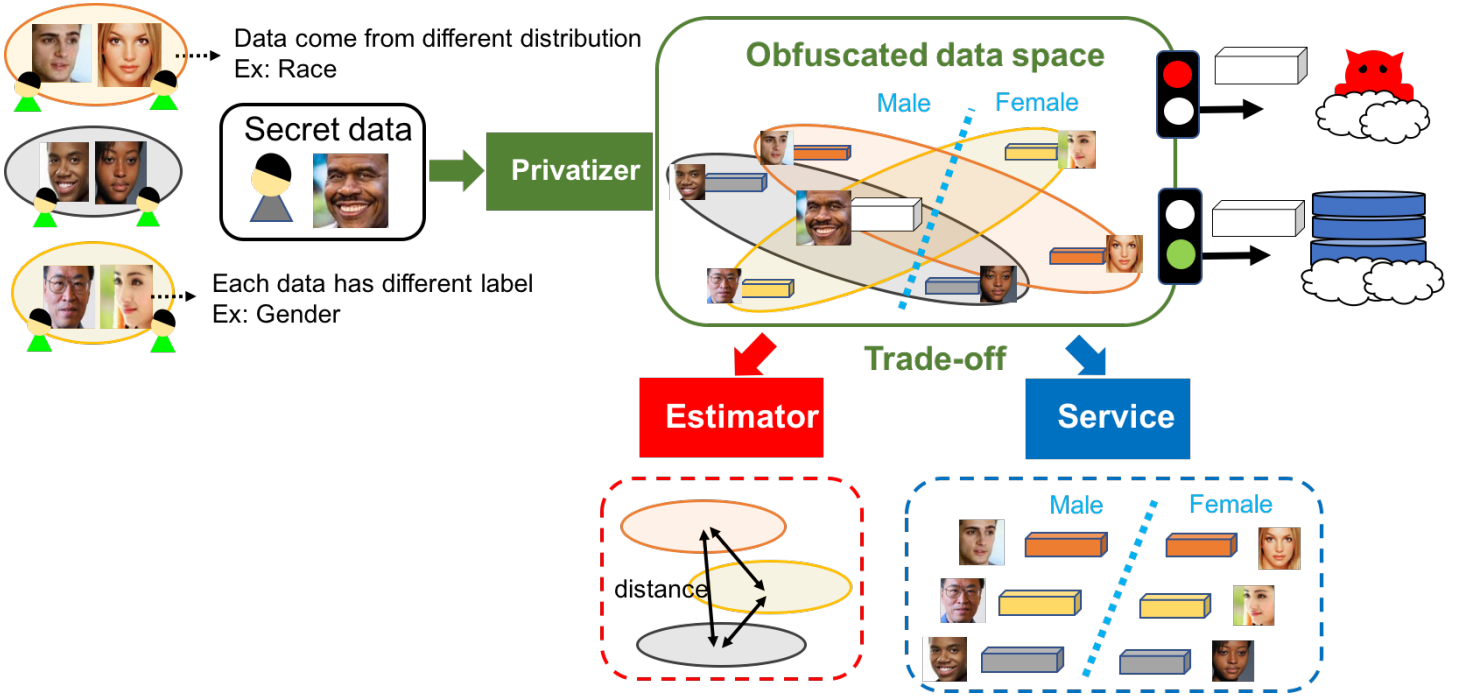 Data come from different distribution
Ex: Race
Secret data
Privatizer
Obfuscated data space
Male
Female
Each data has different label
Ex: Gender
Trade-off
Estimator
Service
distance
Male
Female